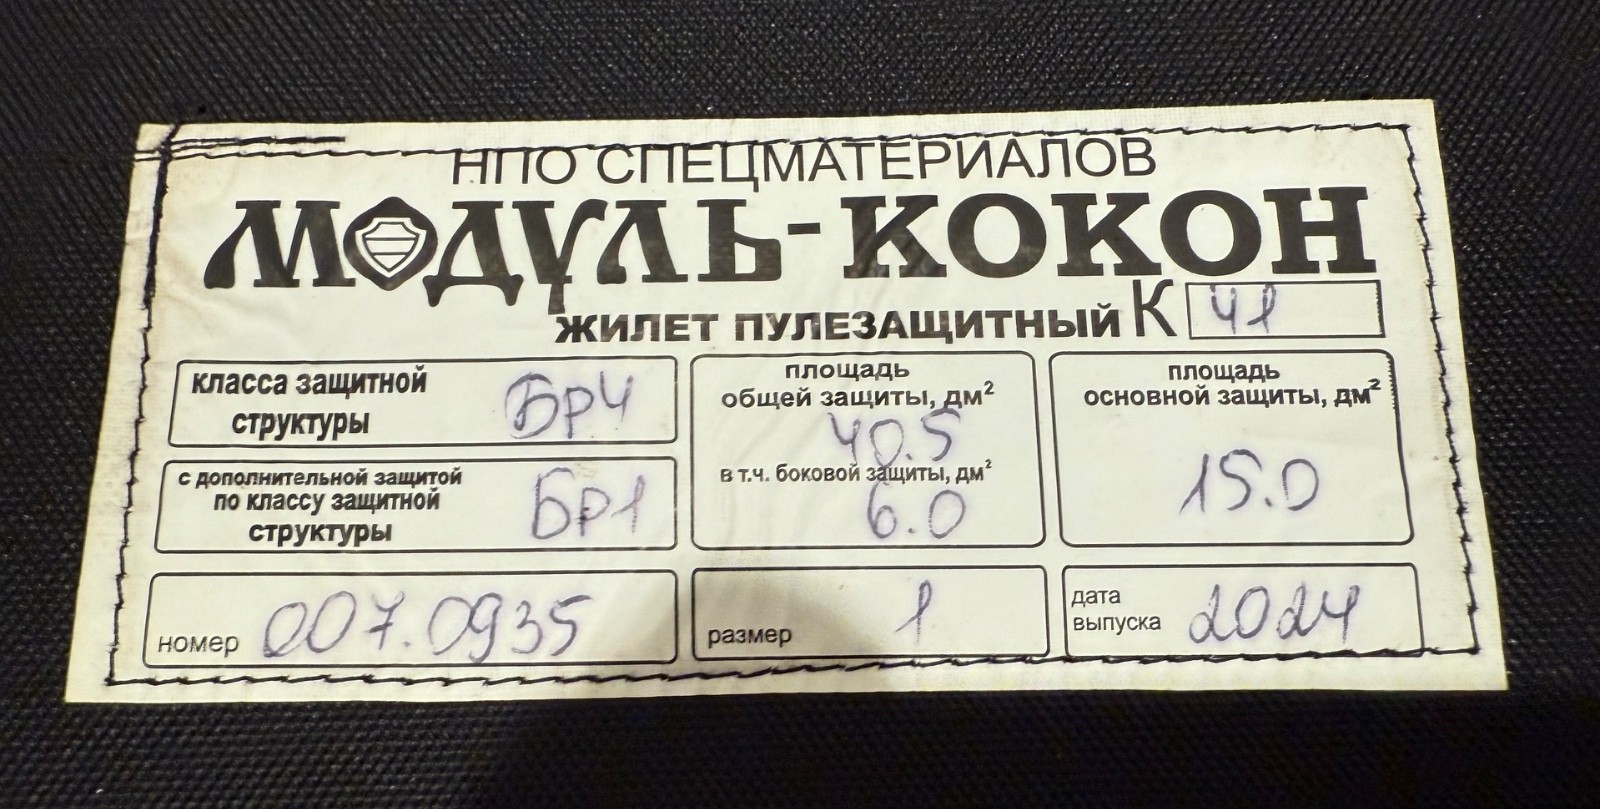 НПО СПЕЦМАТЕРИАЛОВ
МОДУЛЬ-КОКОН
ЖИЛЕТ ПУЛЕЗАЩИТНЫЙ К 41
класса защитной
структуры Бр4
с дополнительной защитой
по классу защитной
структуры Бр1
площадь
общей защиты, дм²
40.5
в т.ч. боковой защиты, дм²
6.0
площадь
основной защиты, дм²
15.0
номер 007.0935
размер 1
дата
выпуска 2024